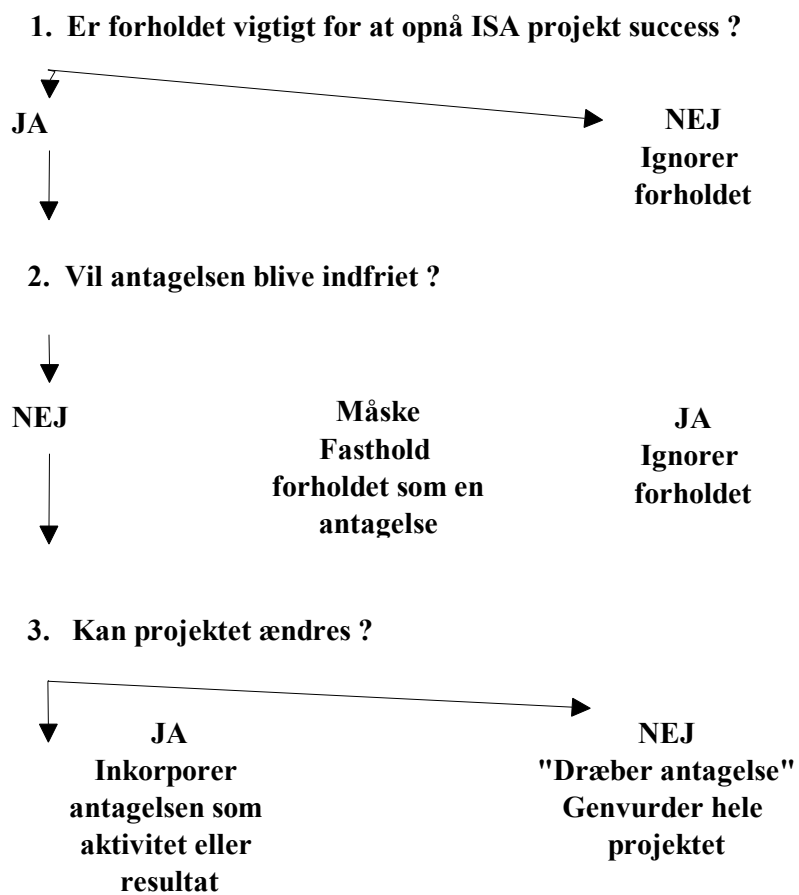 1. Er forholdet vigtigt for at opnå ISA projekt success ?
JA
NEJ
Ignorer
forholdet
2. Vil antagelsen blive indfriet ?
NEJ
Måske
Fasthold
forholdet som en
antagelse
JA
Ignorer
forholdet
3. Kan projektet ændres ?
JA
Inkorporer
antagelsen som
aktivitet eller
resultat
NEJ
"Dræber antagelse"
Genvurder hele
projektet